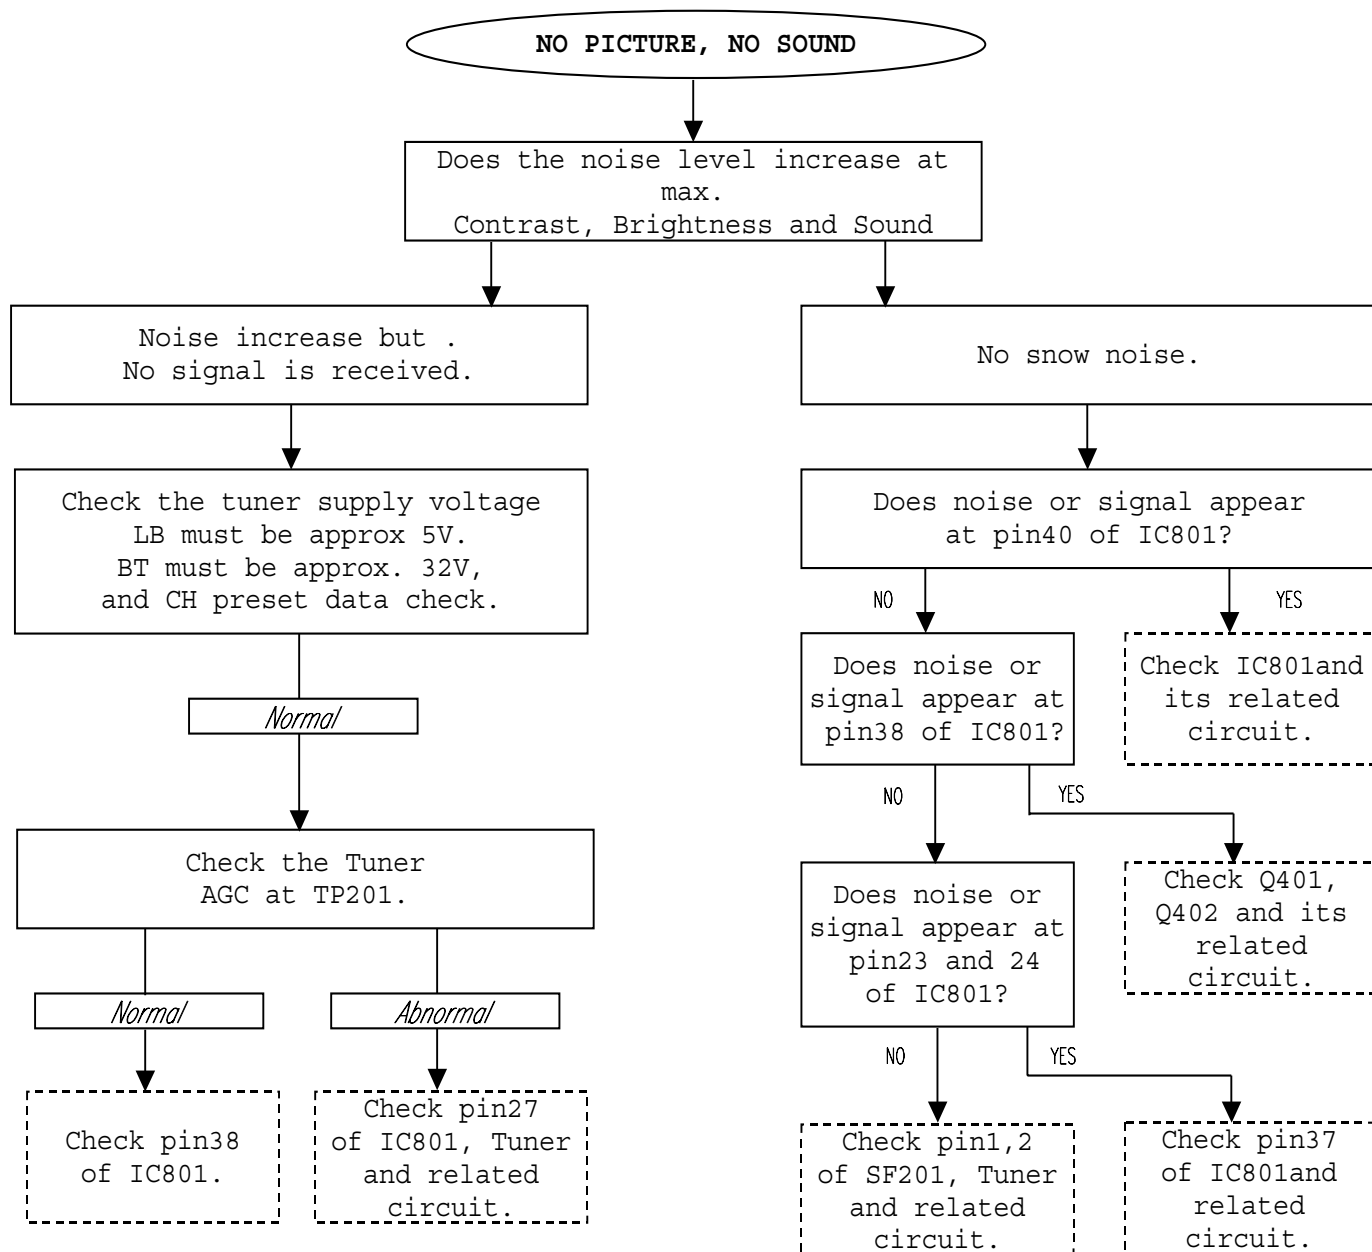 NO PICTURE, NO SOUND
Does the noise level increase at
max.
Contrast, Brightness and Sound
Noise increase but .
No signal is received.
No snow noise.
Check the tuner supply voltage
LB must be approx 5V.
BT must be approx. 32V,
and CH preset data check.
Does noise or signal appear
at pin40 of IC801?
NO
YES
Normal
Does noise or
signal appear at
pin38 of IC801?
Check IC801and
its related
circuit.
NO
YES
Check the Tuner
AGC at TP201.
Does noise or
signal appear at
pin23 and 24
of IC801?
Check Q401,
Q402 and its
related
circuit.
Normal
Abnormal
NO
YES
Check pin38
of IC801.
Check pin27
of IC801, Tuner
and related
circuit.
Check pin1,2
of SF201, Tuner
and related
circuit.
Check pin37
of IC801and
related
circuit.